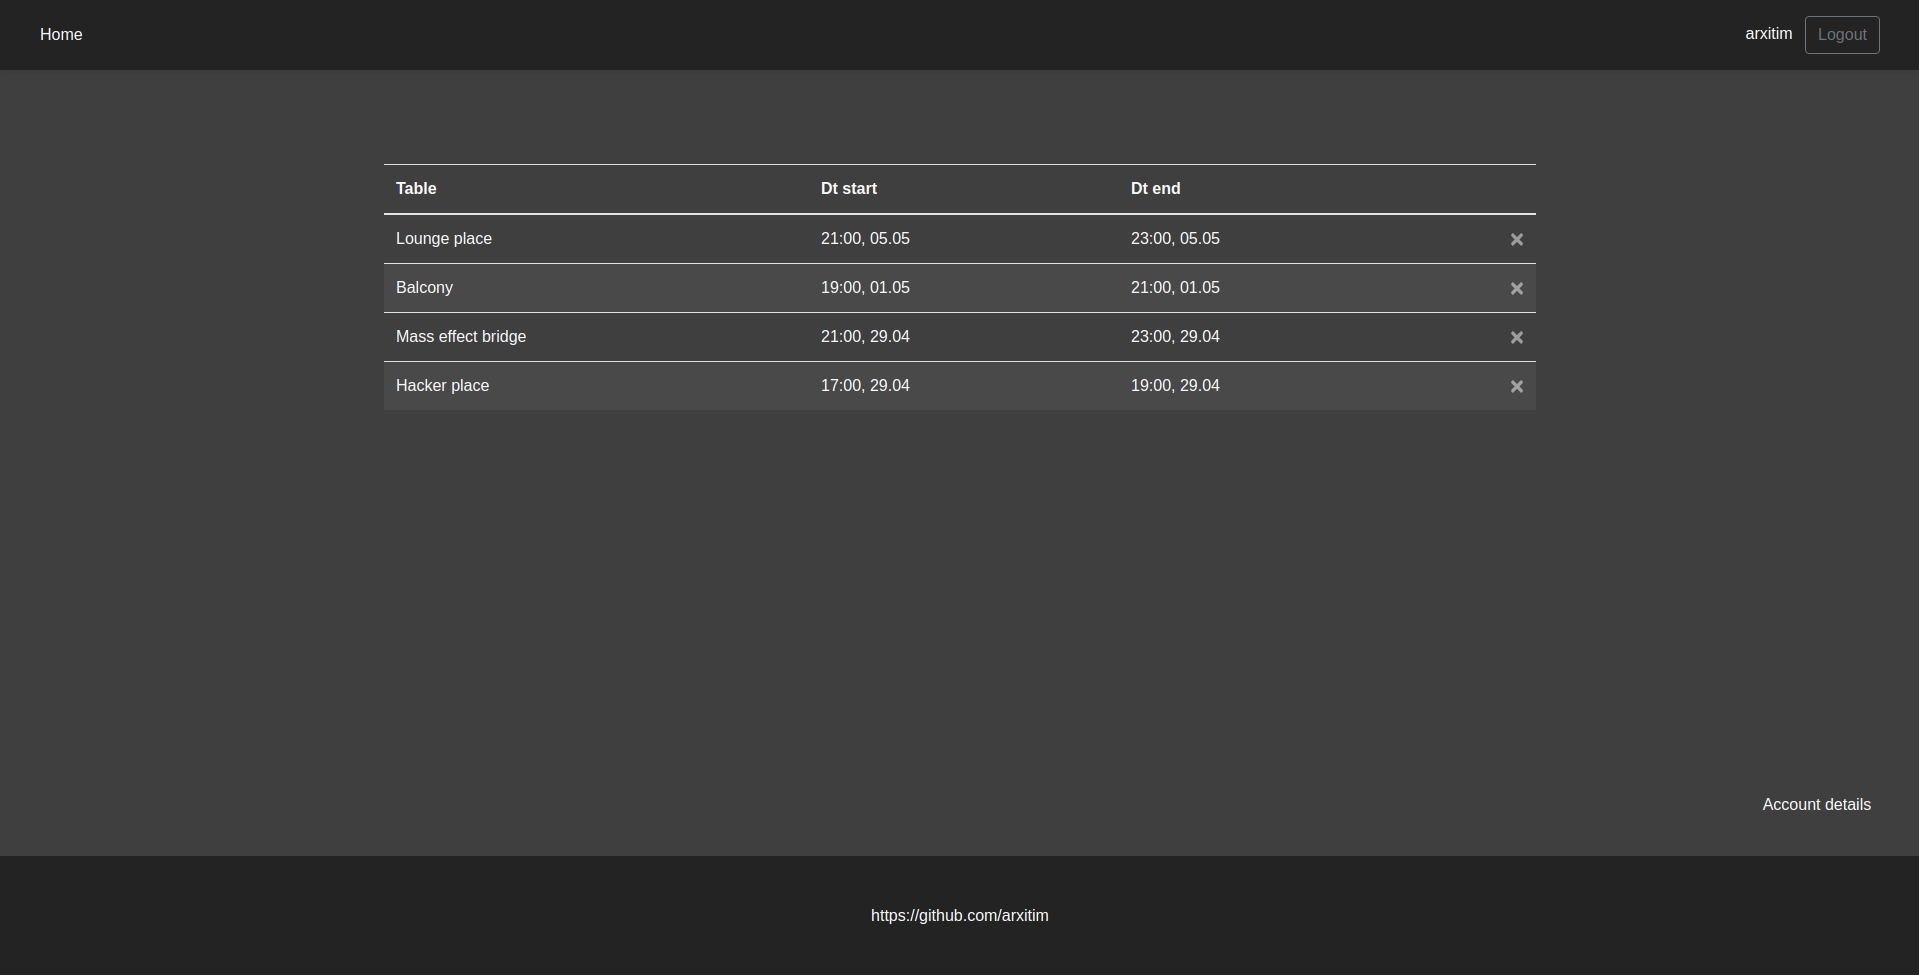 Home arxitim Logout
Table Dt start Dt end
Lounge place 21:00, 05.05 23:00, 05.05
Balcony 19:00, 01.05 21:00, 01.05
Mass effect bridge 21:00, 29.04 23:00, 29.04
Hacker place 17:00, 29.04 19:00, 29.04
Account details
https://github.com/arxitim